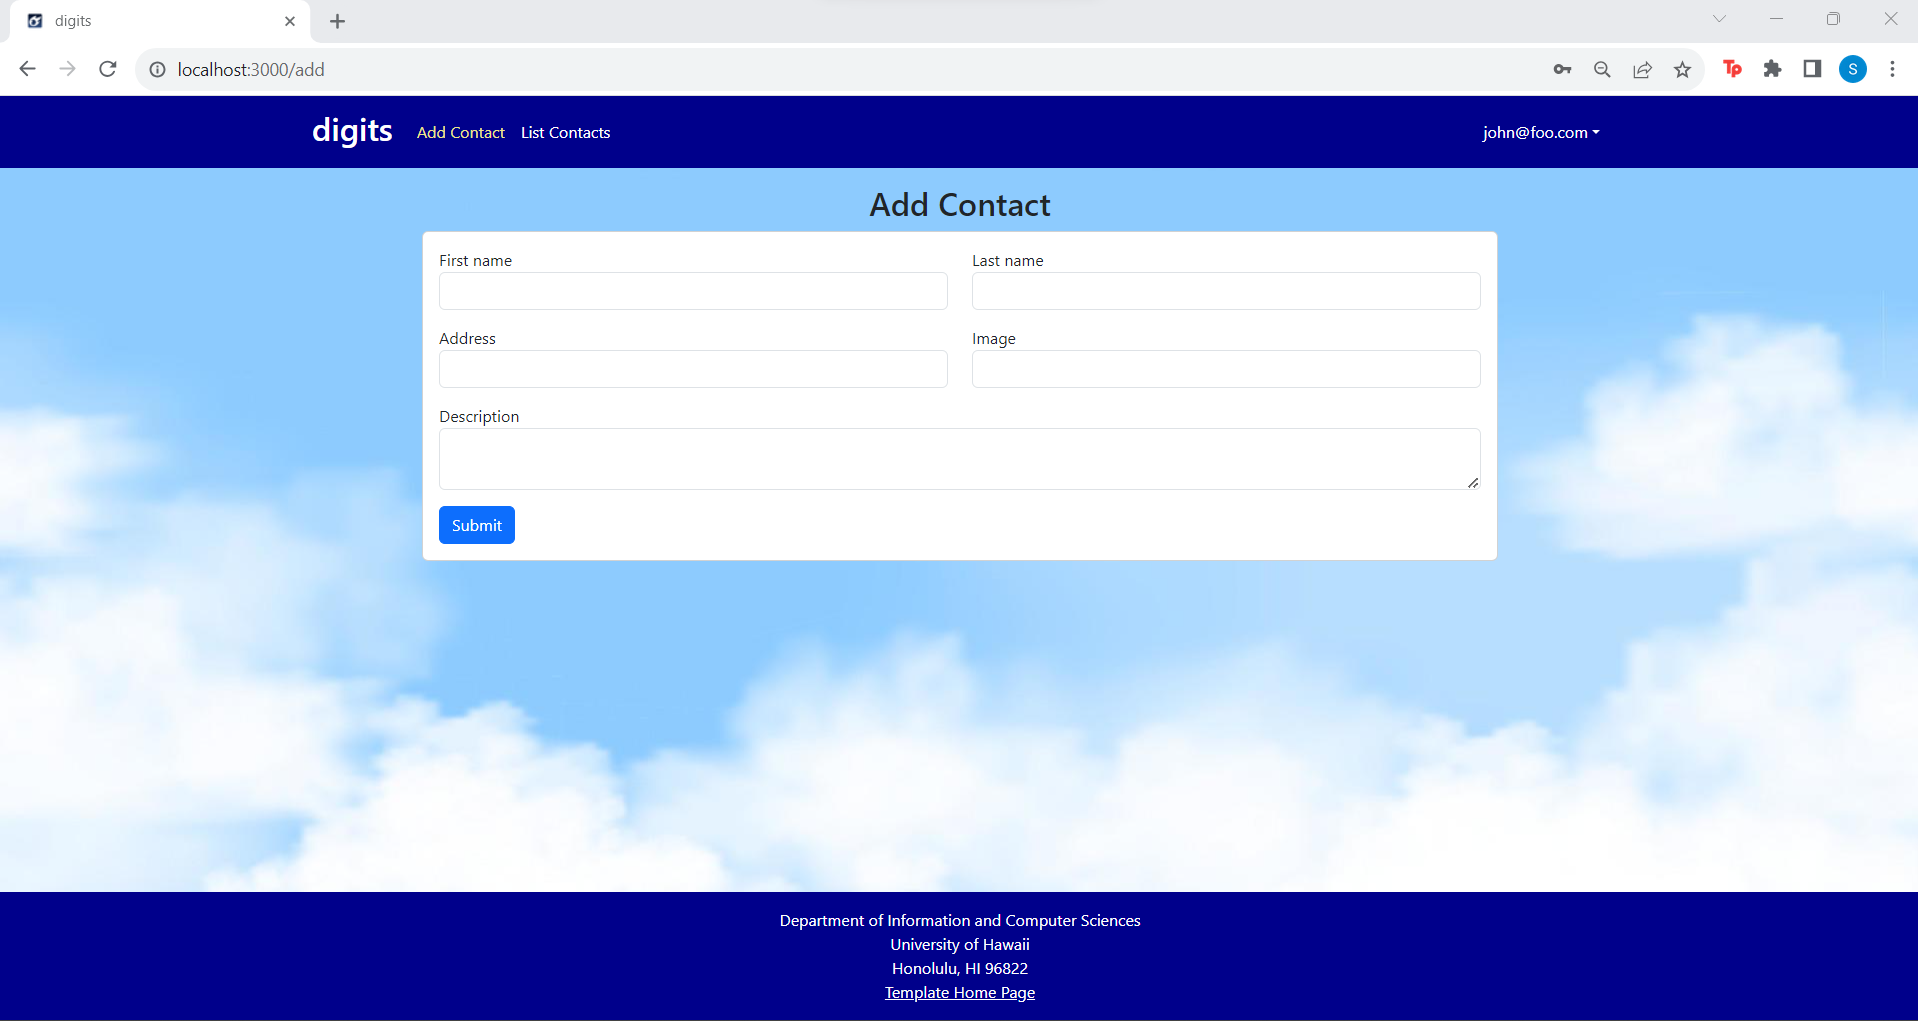 digits
localhost:3000/add
Tp
S
digits Add Contact List Contacts john@foo.com
Add Contact
First name Last name
Address Image
Description
Submit
Department of Information and Computer Sciences
University of Hawaii
Honolulu, HI 96822
Template Home Page